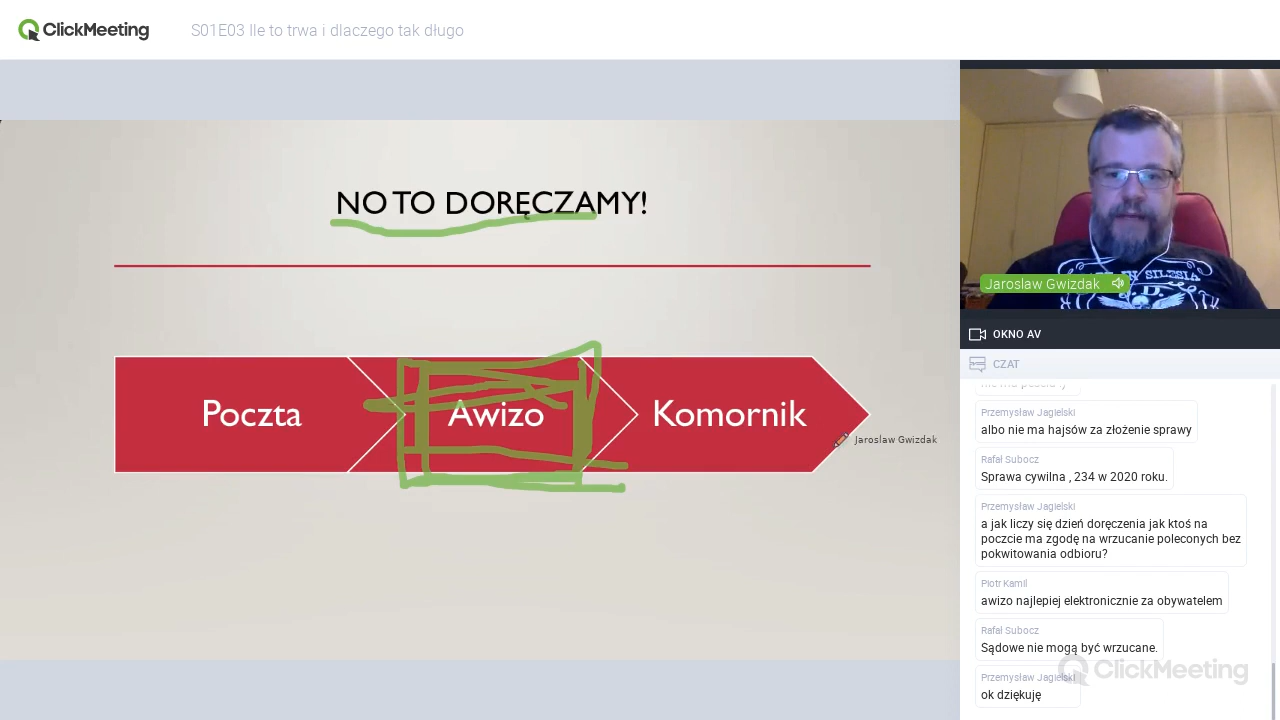 ClickMeeting
S01E03 Ile to trwa i dlaczego tak długo
NO TO DORĘCZAMY!
Poczta
Awizo
Komornik
Jaroslaw Gwizdak
Jaroslaw Gwizdak
OKNO AV
CZAT
Przemysław Jagielski
albo nie ma hajsów za złożenie sprawy
Rafał Subocz
Sprawa cywilna , 234 w 2020 roku.
Przemysław Jagielski
a jak liczy się dzień doręczenia jak ktoś na
poczcie ma zgodę na wrzucanie poleconych bez
pokwitowania odbioru?
Piotr Kamil
awizo najlepiej elektronicznie za obywatelem
Rafał Subocz
Sądowe nie mogą być wrzucane.
Przemysław Jagielski
ok dziękuję
ClickMeeting